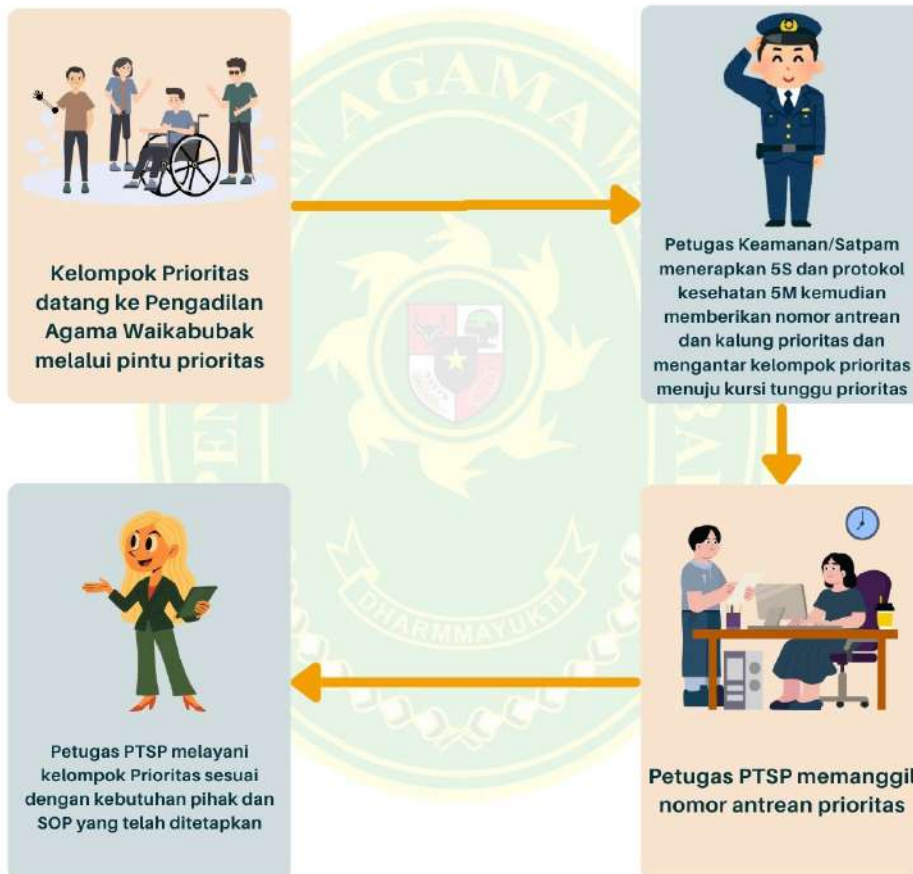 Kelompok Prioritas
datang ke Pengadilan
Agama Waikabubak
melalui pintu prioritas
Petugas Keamanan/Satpam
menerapkan 5S dan protokol
kesehatan 5M kemudian
memberikan nomor antrean
dan kalung prioritas dan
mengantar kelompok prioritas
menuju kursi tunggu prioritas
Petugas PTSP memanggil
nomor antrean prioritas
Petugas PTSP melayani
kelompok Prioritas sesuai
dengan kebutuhan pihak dan
SOP yang telah ditetapkan
AGAMA
DHARMMAYUKTI